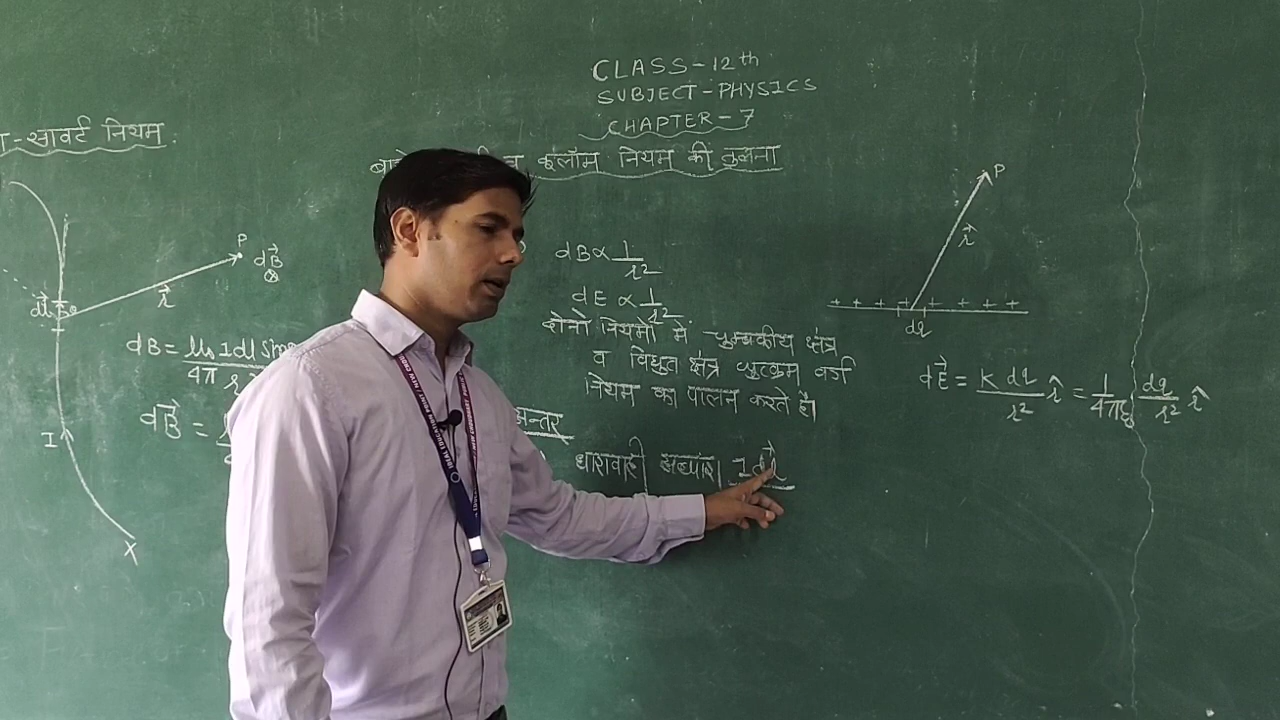 CLASS-12th
SUBJECT-PHYSICS
CHAPTER-7
-सावर्ट नियम.
व कूलॉम नियम की तुलना
P
dB⃗
⊗
r⃗
dl⃗
θ
I
X
dB = μ₀ I dl Sin
4π r²
dB⃗ =
dB ∝ 1/r²
dE ∝ 1/r²
दोनो नियमों में चुम्बकीय क्षेत्र
व विद्युत क्षेत्र व्युत्क्रम वर्ग
नियम का पालन करते है।
अन्तर
धारावाही अल्पांश I dl⃗
P
r⃗
+ + + + + + + +
dq
dE⃗ = K dq/r² r̂ = 1/4πε₀ dq/r² r̂